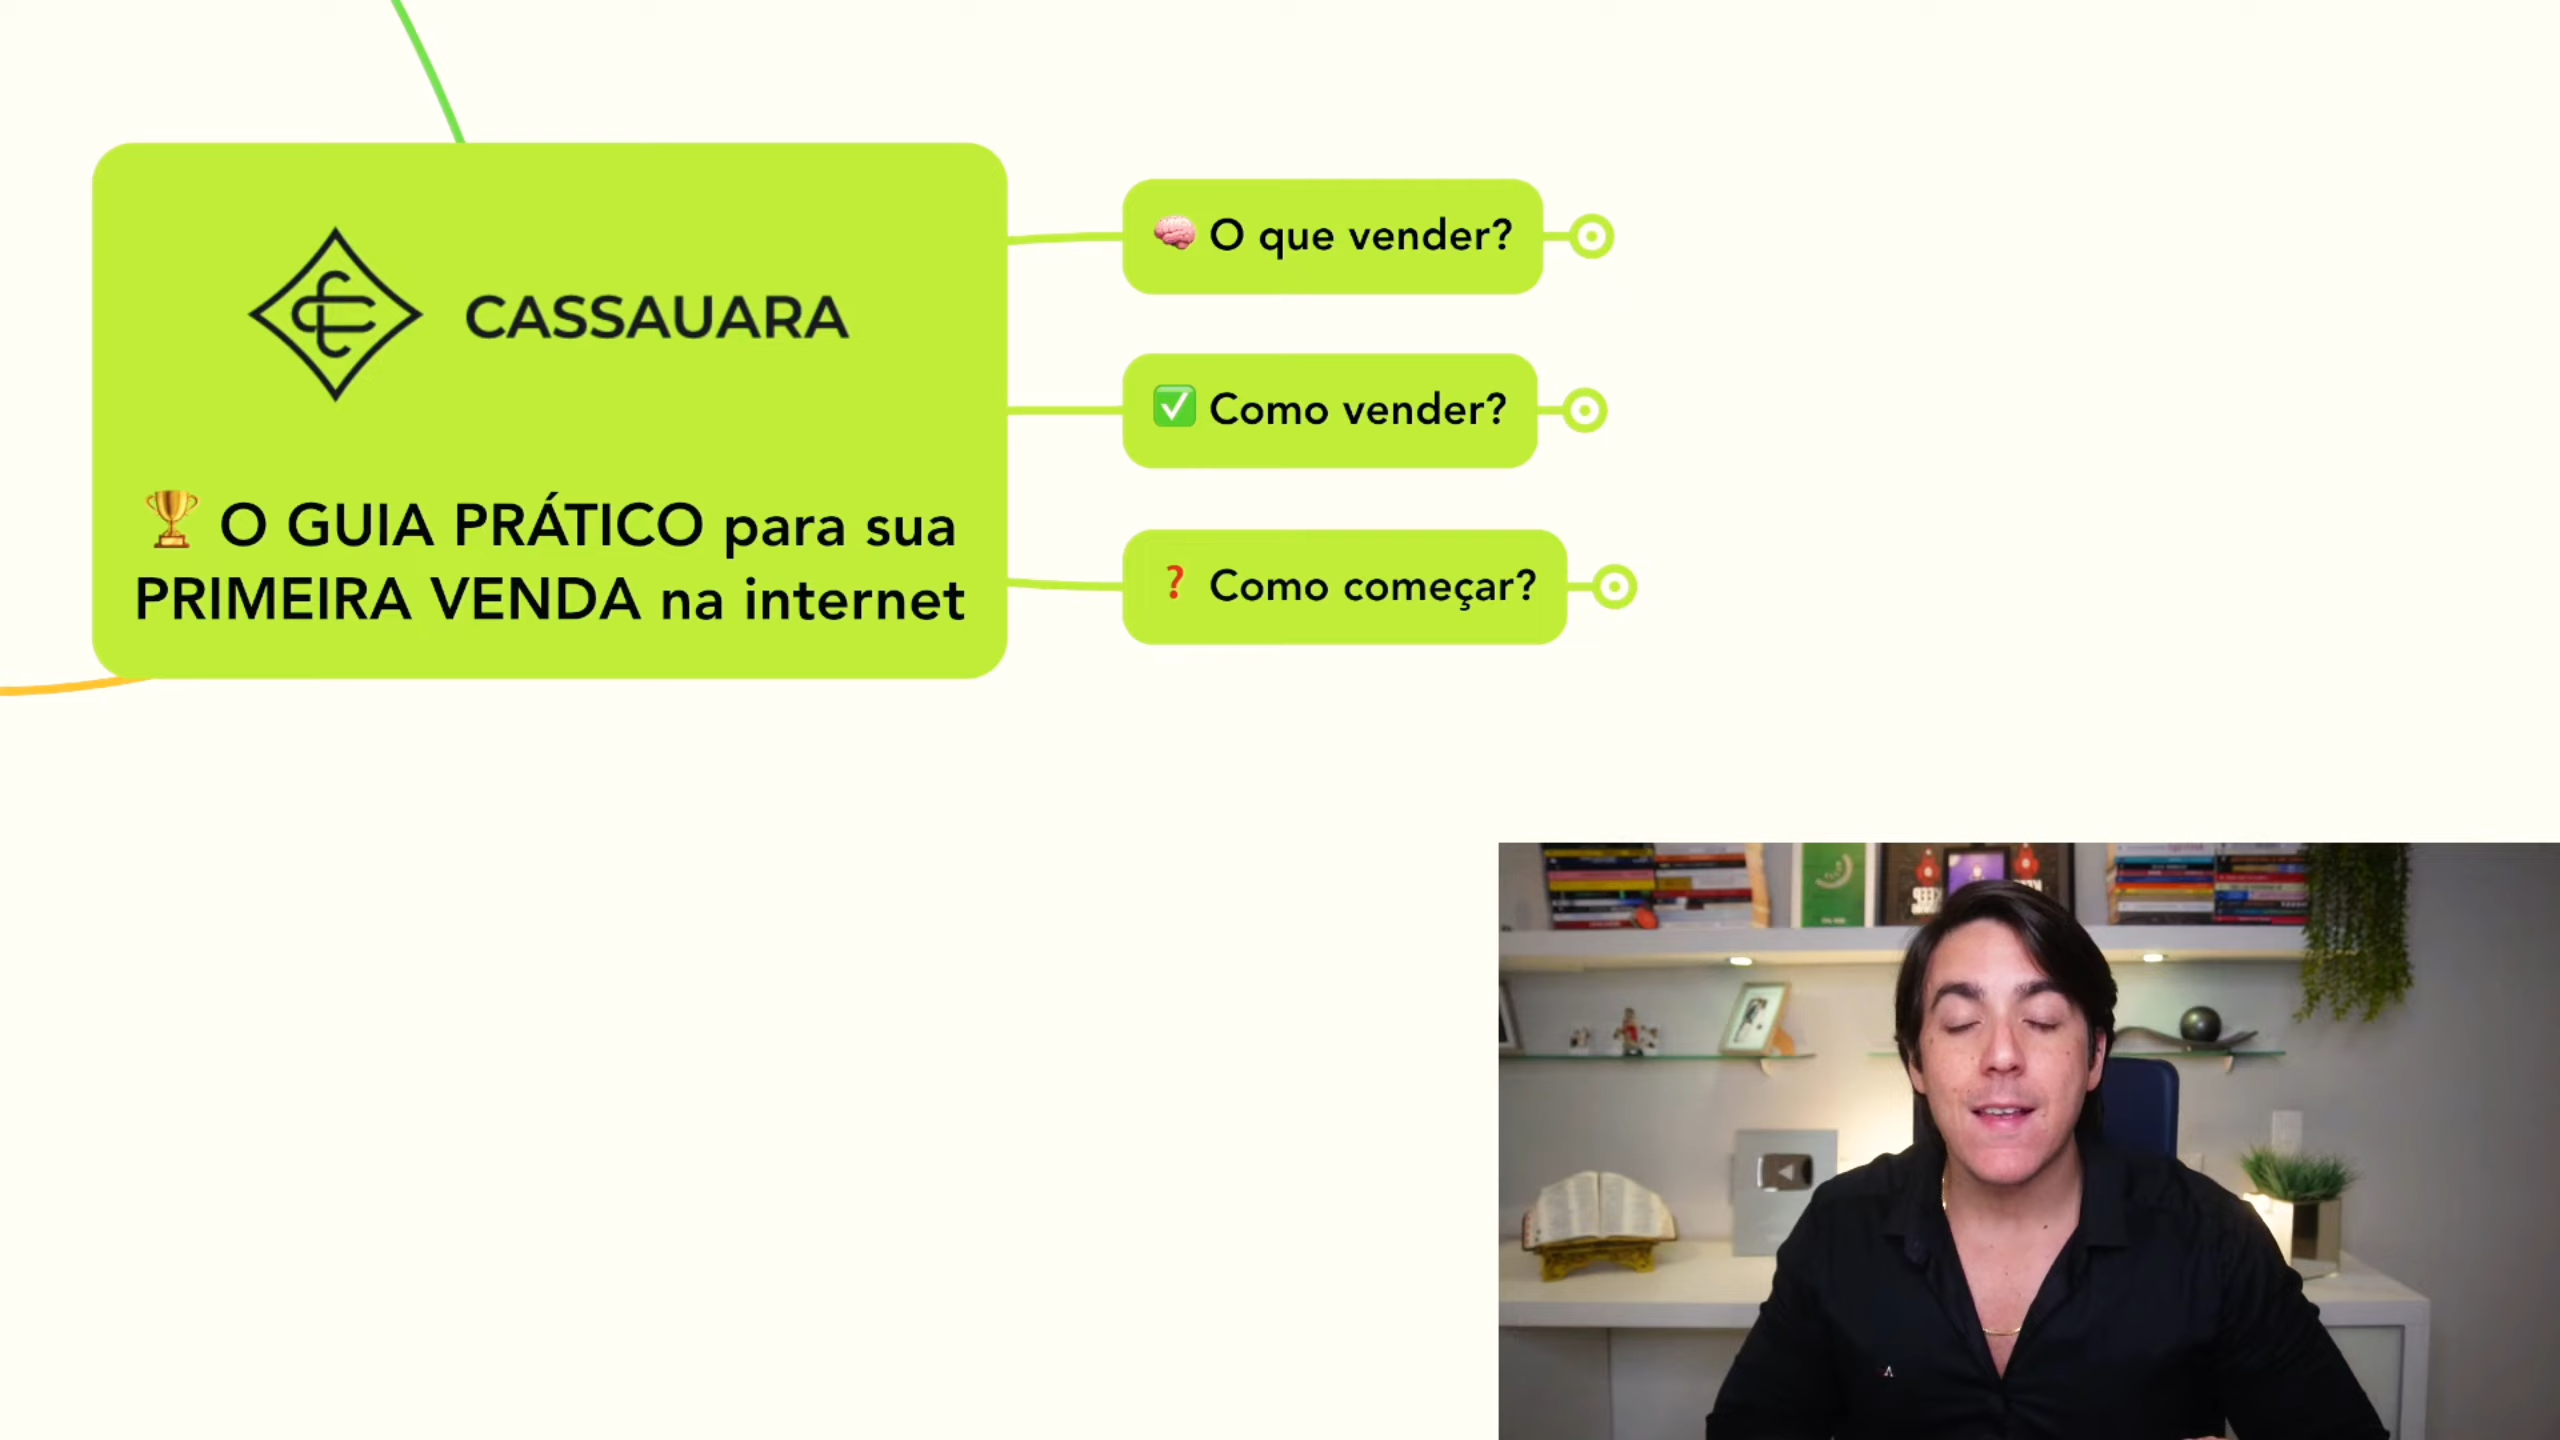 CASSAUARA
🏆 O GUIA PRÁTICO para sua
PRIMEIRA VENDA na internet
🧠 O que vender?
✅ Como vender?
❓ Como começar?